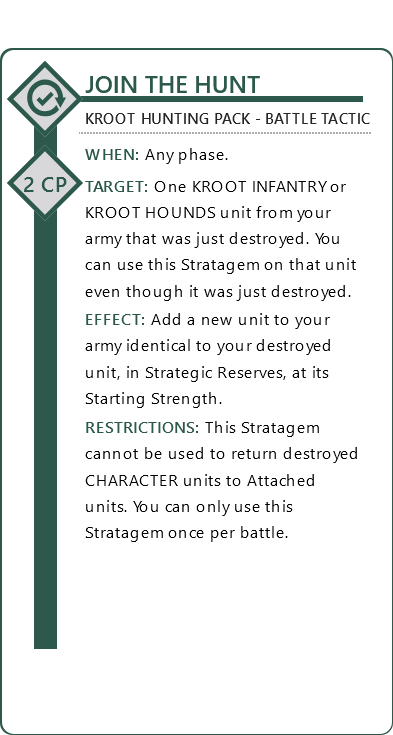 JOIN THE HUNT
KROOT HUNTING PACK - BATTLE TACTIC
WHEN: Any phase.
2 CP
TARGET: One KROOT INFANTRY or
KROOT HOUNDS unit from your
army that was just destroyed. You
can use this Stratagem on that unit
even though it was just destroyed.
EFFECT: Add a new unit to your
army identical to your destroyed
unit, in Strategic Reserves, at its
Starting Strength.
RESTRICTIONS: This Stratagem
cannot be used to return destroyed
CHARACTER units to Attached
units. You can only use this
Stratagem once per battle.